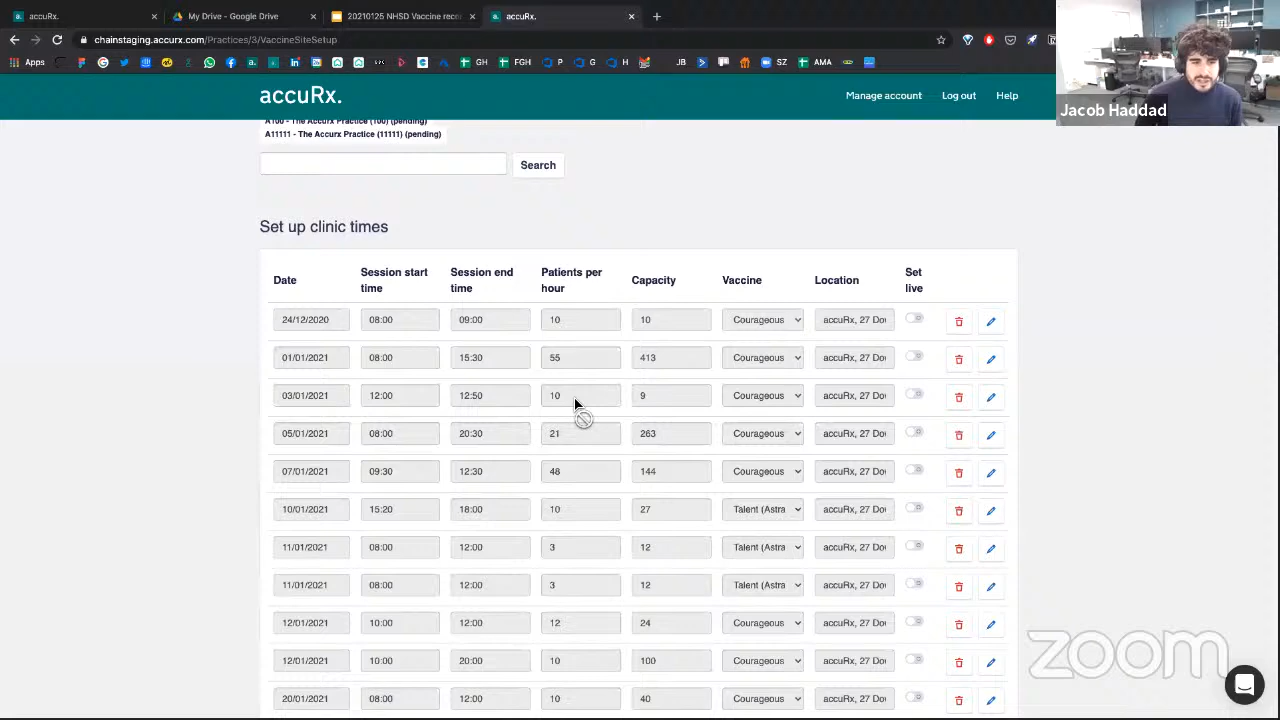 accuRx.
My Drive - Google Drive
20210125 NHSD Vaccine rec
accuRx.
chainstaging.accurx.com/Practices/3/VaccineSiteSetup
Apps
FGH
G
H
JB
SZ
AMA
accuRx.
Manage account
Log out
Help
Jacob Haddad
A100 - The Accurx Practice (pending)
A11111 - The Accurx Practice (11111) (pending)
Search
Set up clinic times
Date Session start time Session end time Patients per hour Capacity Vaccine Location Set live
24/12/2020 08:00 09:00 10 10 Courageous accuRx, 27 Do
01/01/2021 08:00 15:30 55 413 Courageous accuRx, 27 Do
03/01/2021 12:00 12:50 10 9 Courageous accuRx, 27 Do
05/01/2021 08:00 20:30 21 263 Courageous accuRx, 27 Do
07/01/2021 09:30 12:30 48 144 Courageous accuRx, 27 Do
10/01/2021 15:20 18:00 10 27 Talent (Astra accuRx, 27 Do
11/01/2021 08:00 12:00 3 12 Talent (Astra accuRx, 27 Do
11/01/2021 08:00 12:00 3 12 Talent (Astra accuRx, 27 Do
12/01/2021 10:00 12:00 12 24 Courageous accuRx, 27 Do
12/01/2021 10:00 20:00 10 100 Courageous accuRx, 27 Do
20/01/2021 08:00 12:00 10 40 Courageous accuRx, 27 Do
zoom